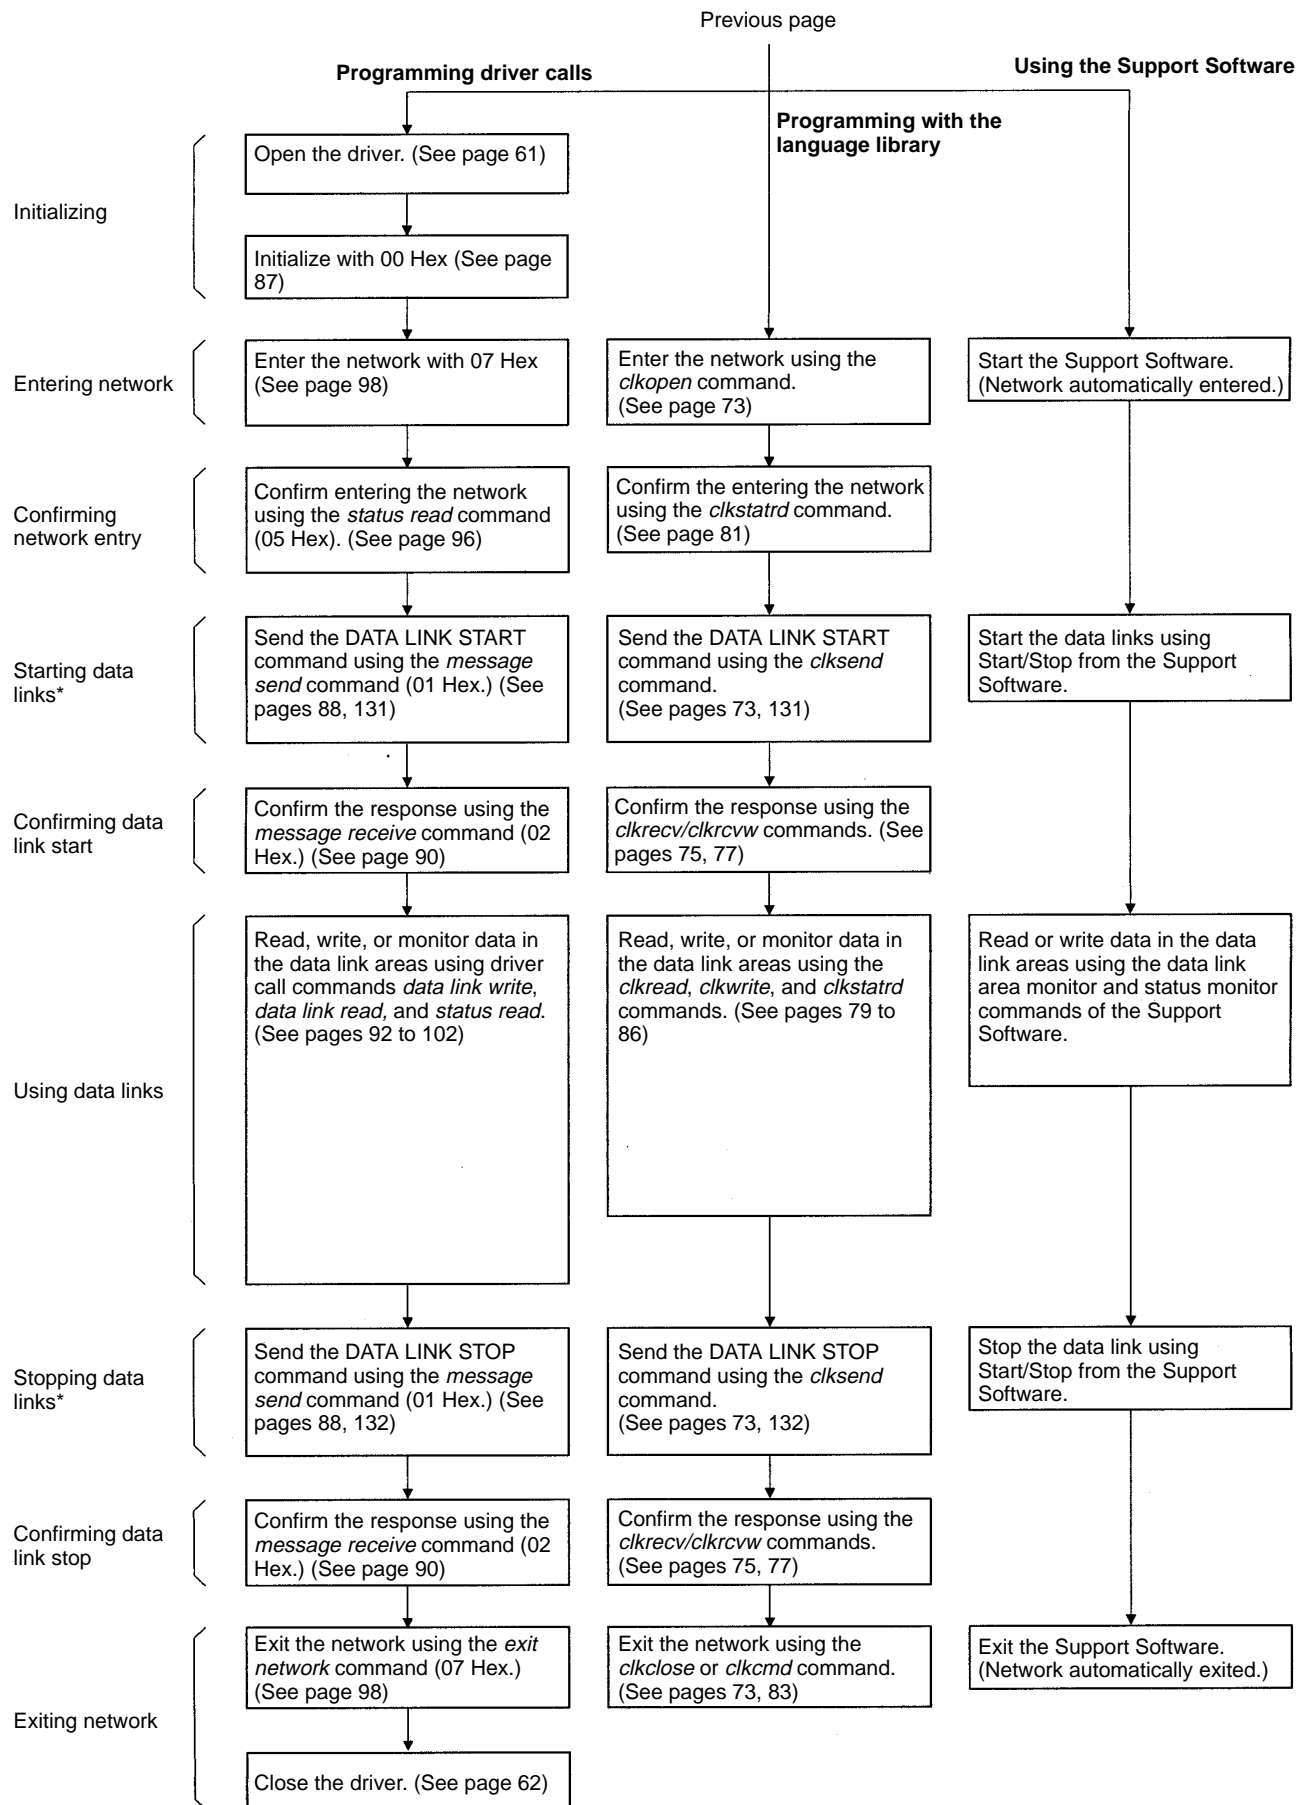 Previous page
Programming driver calls
Using the Support Software
Programming with the
language library
Initializing
Open the driver. (See page 61)
Initialize with 00 Hex (See page
87)
Entering network
Enter the network with 07 Hex
(See page 98)
Enter the network using the
clkopen command.
(See page 73)
Start the Support Software.
(Network automatically entered.)
Confirming
network entry
Confirm entering the network
using the status read command
(05 Hex). (See page 96)
Confirm the entering the network
using the clkstatrd command.
(See page 81)
Starting data
links*
Send the DATA LINK START
command using the message
send command (01 Hex.) (See
pages 88, 131)
Send the DATA LINK START
command using the clksend
command.
(See pages 73, 131)
Start the data links using
Start/Stop from the Support
Software.
Confirming data
link start
Confirm the response using the
message receive command (02
Hex.) (See page 90)
Confirm the response using the
clkrecv/clkrcvw commands. (See
pages 75, 77)
Using data links
Read, write, or monitor data in
the data link areas using driver
call commands data link write,
data link read, and status read.
(See pages 92 to 102)
Read, write, or monitor data in
the data link areas using the
clkread, clkwrite, and clkstatrd
commands. (See pages 79 to
86)
Read or write data in the data
link areas using the data link
area monitor and status monitor
commands of the Support
Software.
Stopping data
links*
Send the DATA LINK STOP
command using the message
send command (01 Hex.) (See
pages 88, 132)
Send the DATA LINK STOP
command using the clksend
command.
(See pages 73, 132)
Stop the data link using
Start/Stop from the Support
Software.
Confirming data
link stop
Confirm the response using the
message receive command (02
Hex.) (See page 90)
Confirm the response using the
clkrecv/clkrcvw commands.
(See pages 75, 77)
Exiting network
Exit the network using the exit
network command (07 Hex.)
(See page 98)
Exit the network using the
clkclose or clkcmd command.
(See pages 73, 83)
Exit the Support Software.
(Network automatically exited.)
Close the driver. (See page 62)